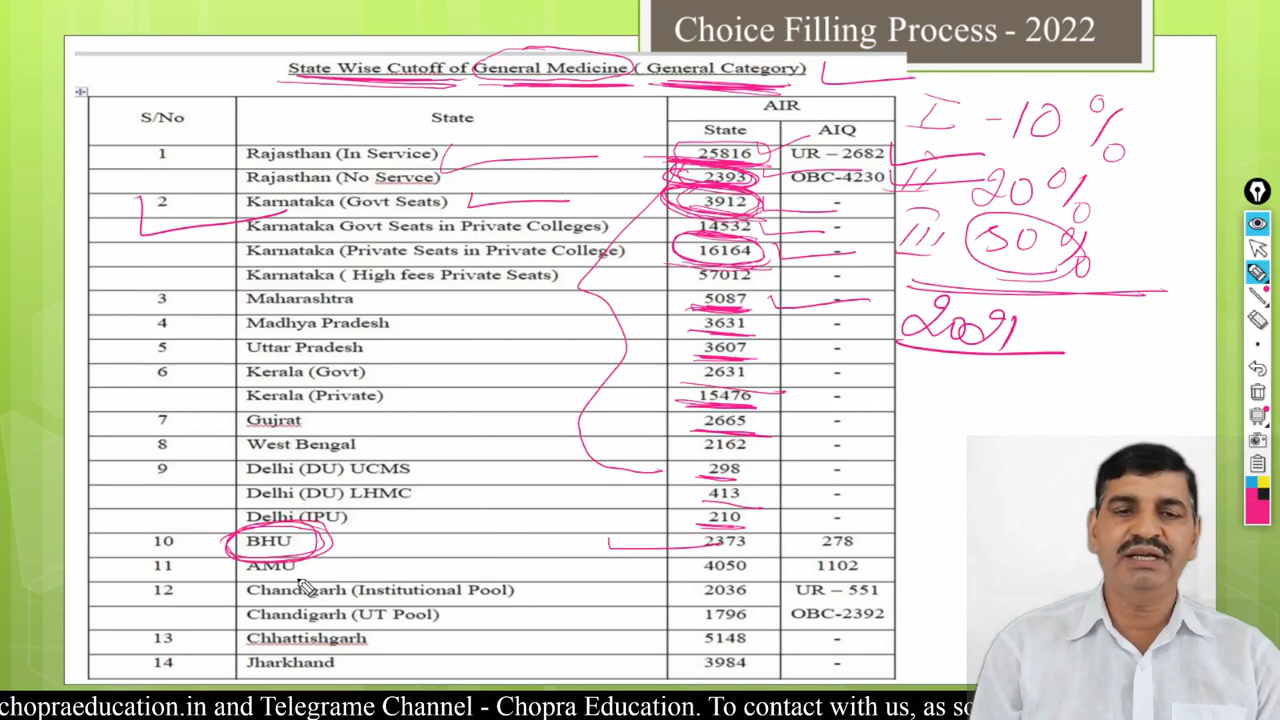 Choice Filling Process - 2022
State Wise Cutoff of General Medicine ( General Category)
S/No State AIR
State AIQ
1 Rajasthan (In Service) 25816 UR – 2682
Rajasthan (No Servce) 2393 OBC-4230
2 Karnataka (Govt Seats) 3912 -
Karnataka Govt Seats in Private Colleges) 14532 -
Karnataka (Private Seats in Private College) 16164 -
Karnataka ( High fees Private Seats) 57012
3 Maharashtra 5087 -
4 Madhya Pradesh 3631 -
5 Uttar Pradesh 3607 -
6 Kerala (Govt) 2631 -
Kerala (Private) 15476 -
7 Gujrat 2665 -
8 West Bengal 2162 -
9 Delhi (DU) UCMS 298 -
Delhi (DU) LHMC 413 -
Delhi (IPU) 210 -
10 BHU 2373 278
11 AMU 4050 1102
12 Chandigarh (Institutional Pool) 2036 UR – 551
Chandigarh (UT Pool) 1796 OBC-2392
13 Chhattishgarh 5148 -
14 Jharkhand 3984 -
I - 10 %
II 20 %
III 50 %
2021
chopraeducation.in and Telegrame Channel - Chopra Education. To contact with us, as so